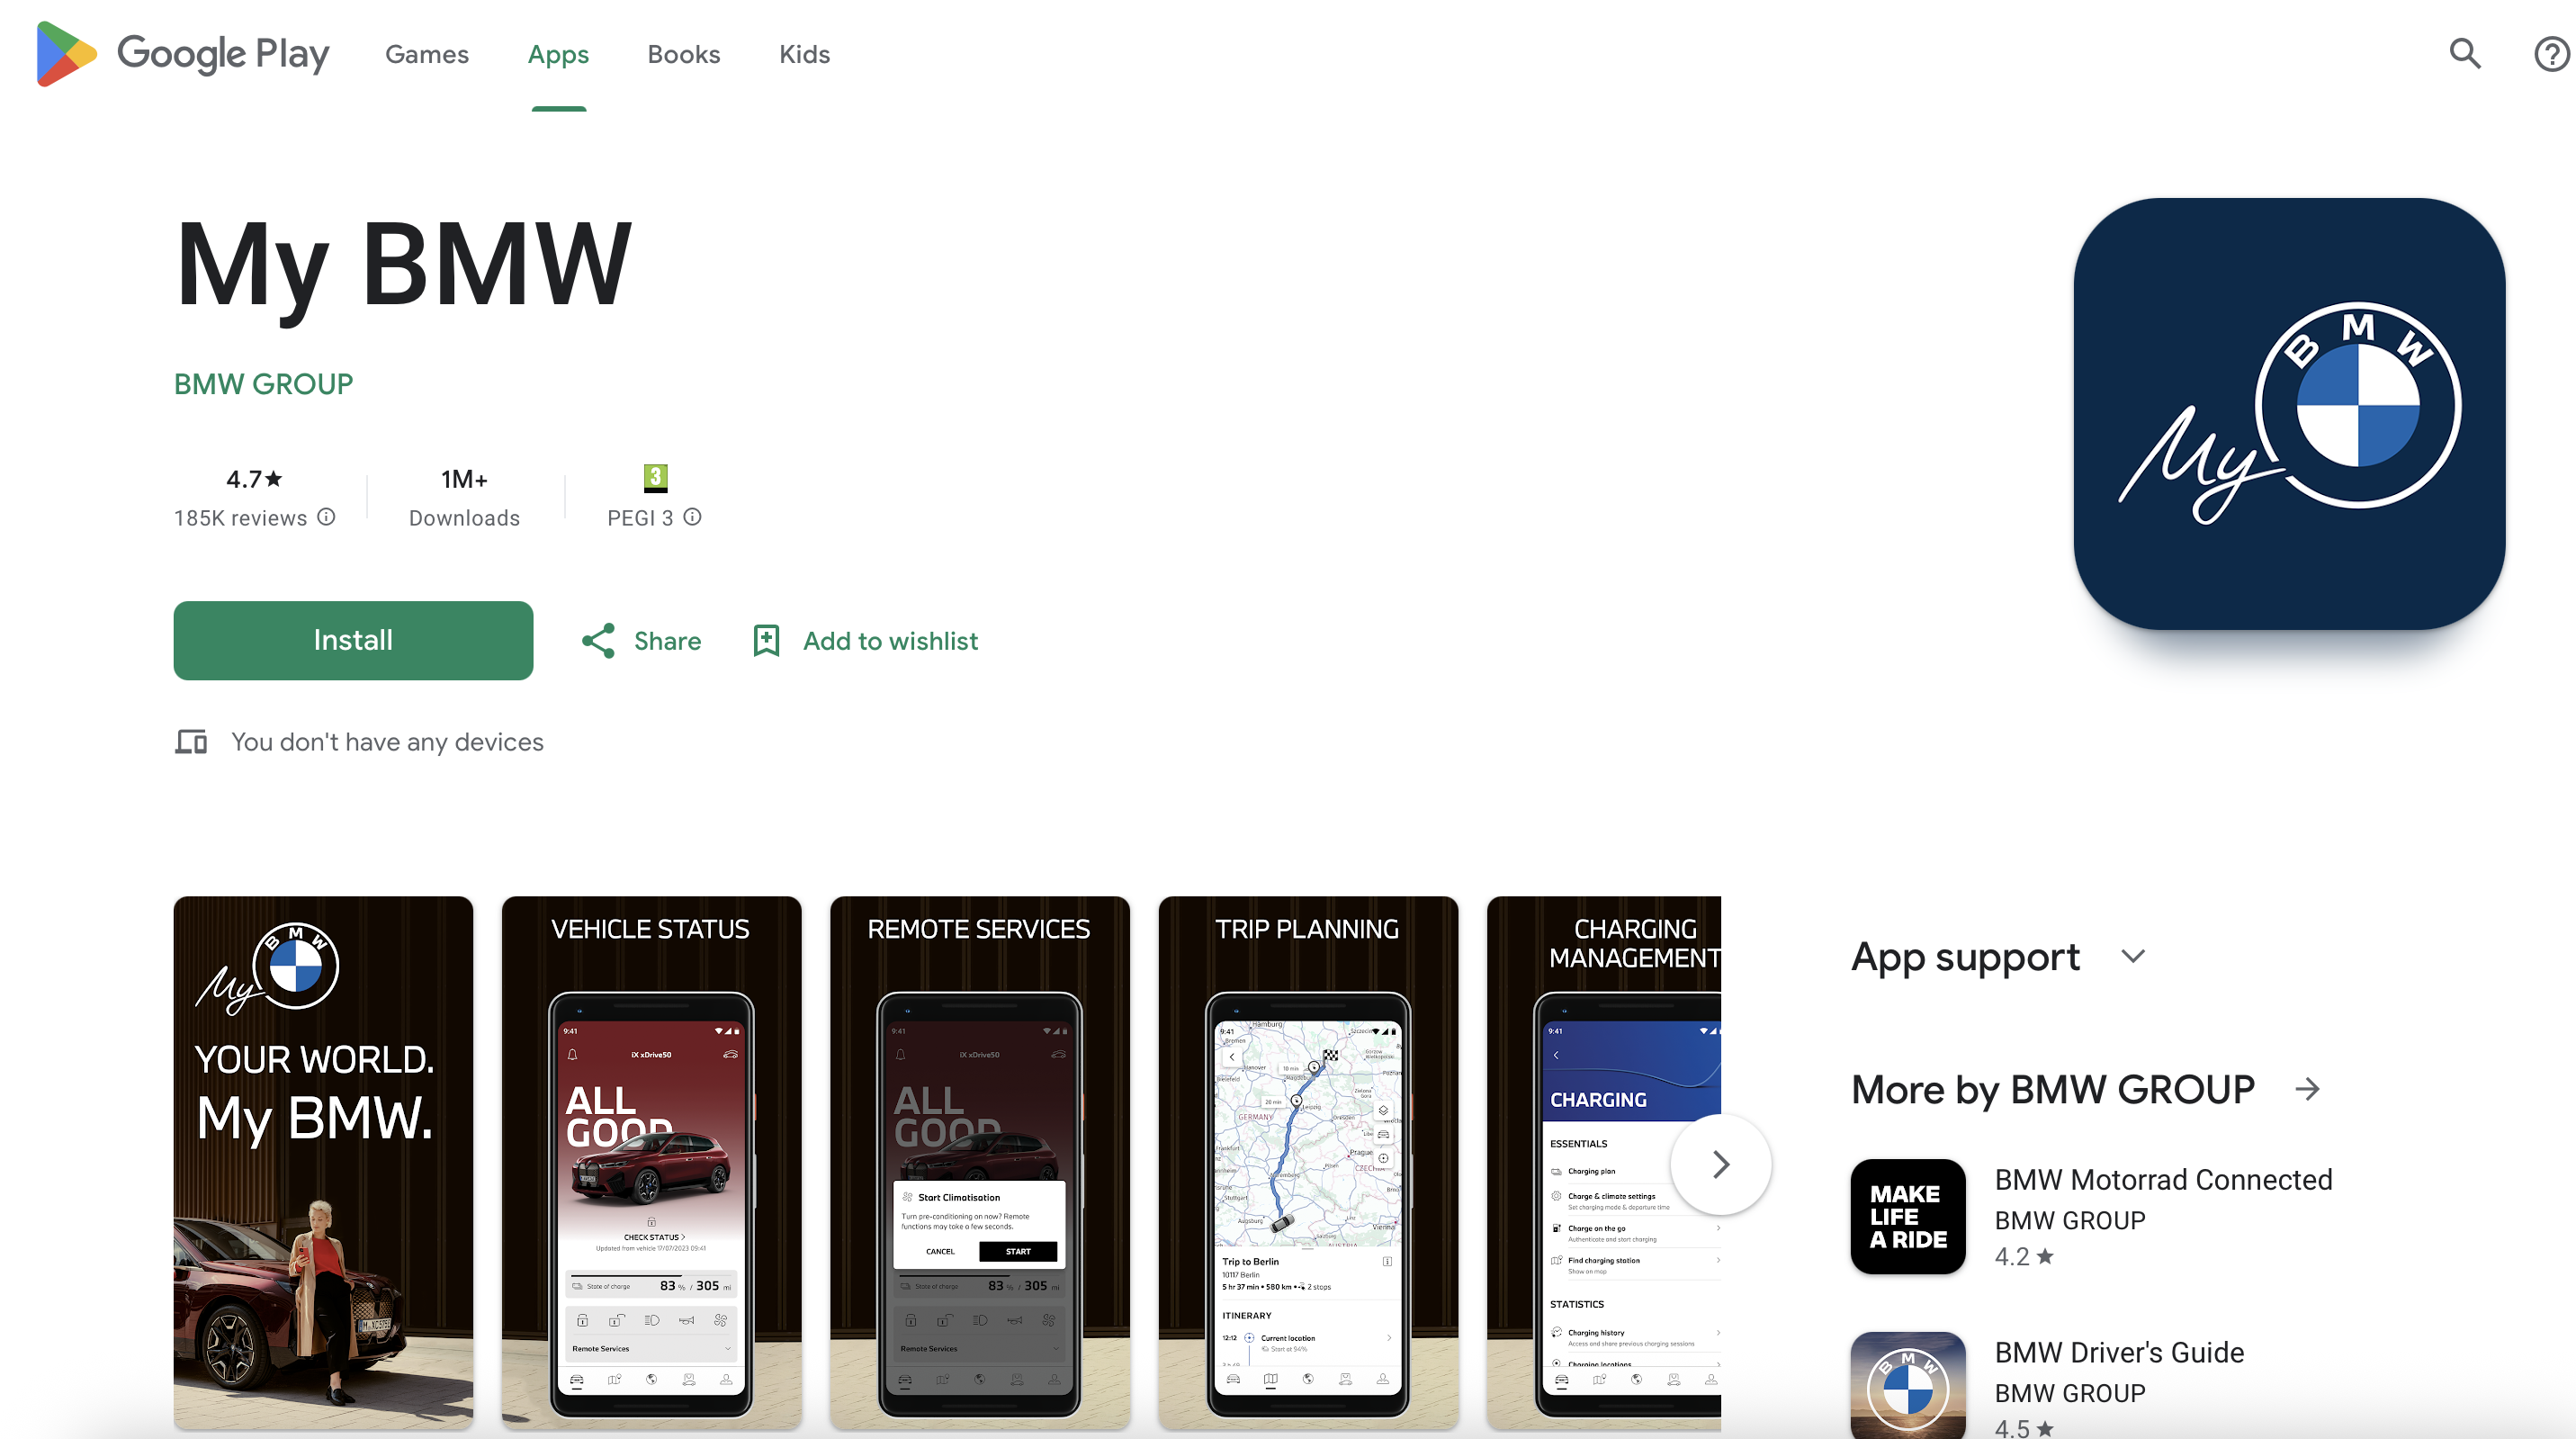 Google Play
Games
Apps
Books
Kids
My BMW
BMW GROUP
4.7★
185K reviews
1M+
Downloads
3
PEGI 3
Install
Share
Add to wishlist
You don't have any devices
My BMW
My BMW
YOUR WORLD.
My BMW.
VEHICLE STATUS
9:41
iX xDrive50
ALL
GOOD
CHECK STATUS
Updated from vehicle 17/07/2023 09:41
State of charge 83 % / 305 mi
Remote Services
REMOTE SERVICES
9:41
iX xDrive50
ALL
GOOD
Start Climatisation
Turn pre-conditioning on now? Remote
functions may take a few seconds.
CANCEL
START
State of charge 83 % / 305 mi
Remote Services
TRIP PLANNING
9:41
Hamburg
Bremen
GERMANY
Leipzig
Prague
Trip to Berlin
10117 Berlin
5 hr 37 min • 580 km • 2 stops
ITINERARY
12:12 Current location
Start at 94%
CHARGING
MANAGEMENT
9:41
CHARGING
ESSENTIALS
Charging plan
Charge & climate settings
Set charging mode & departure time
Charge on the go
Authenticate and start charging
Find charging station
Show on map
STATISTICS
Charging history
Access and share previous charging sessions
Charging locations
App support
More by BMW GROUP
MAKE
LIFE
A RIDE
BMW Motorrad Connected
BMW GROUP
4.2 ★
BMW
BMW Driver's Guide
BMW GROUP
4.5 ★